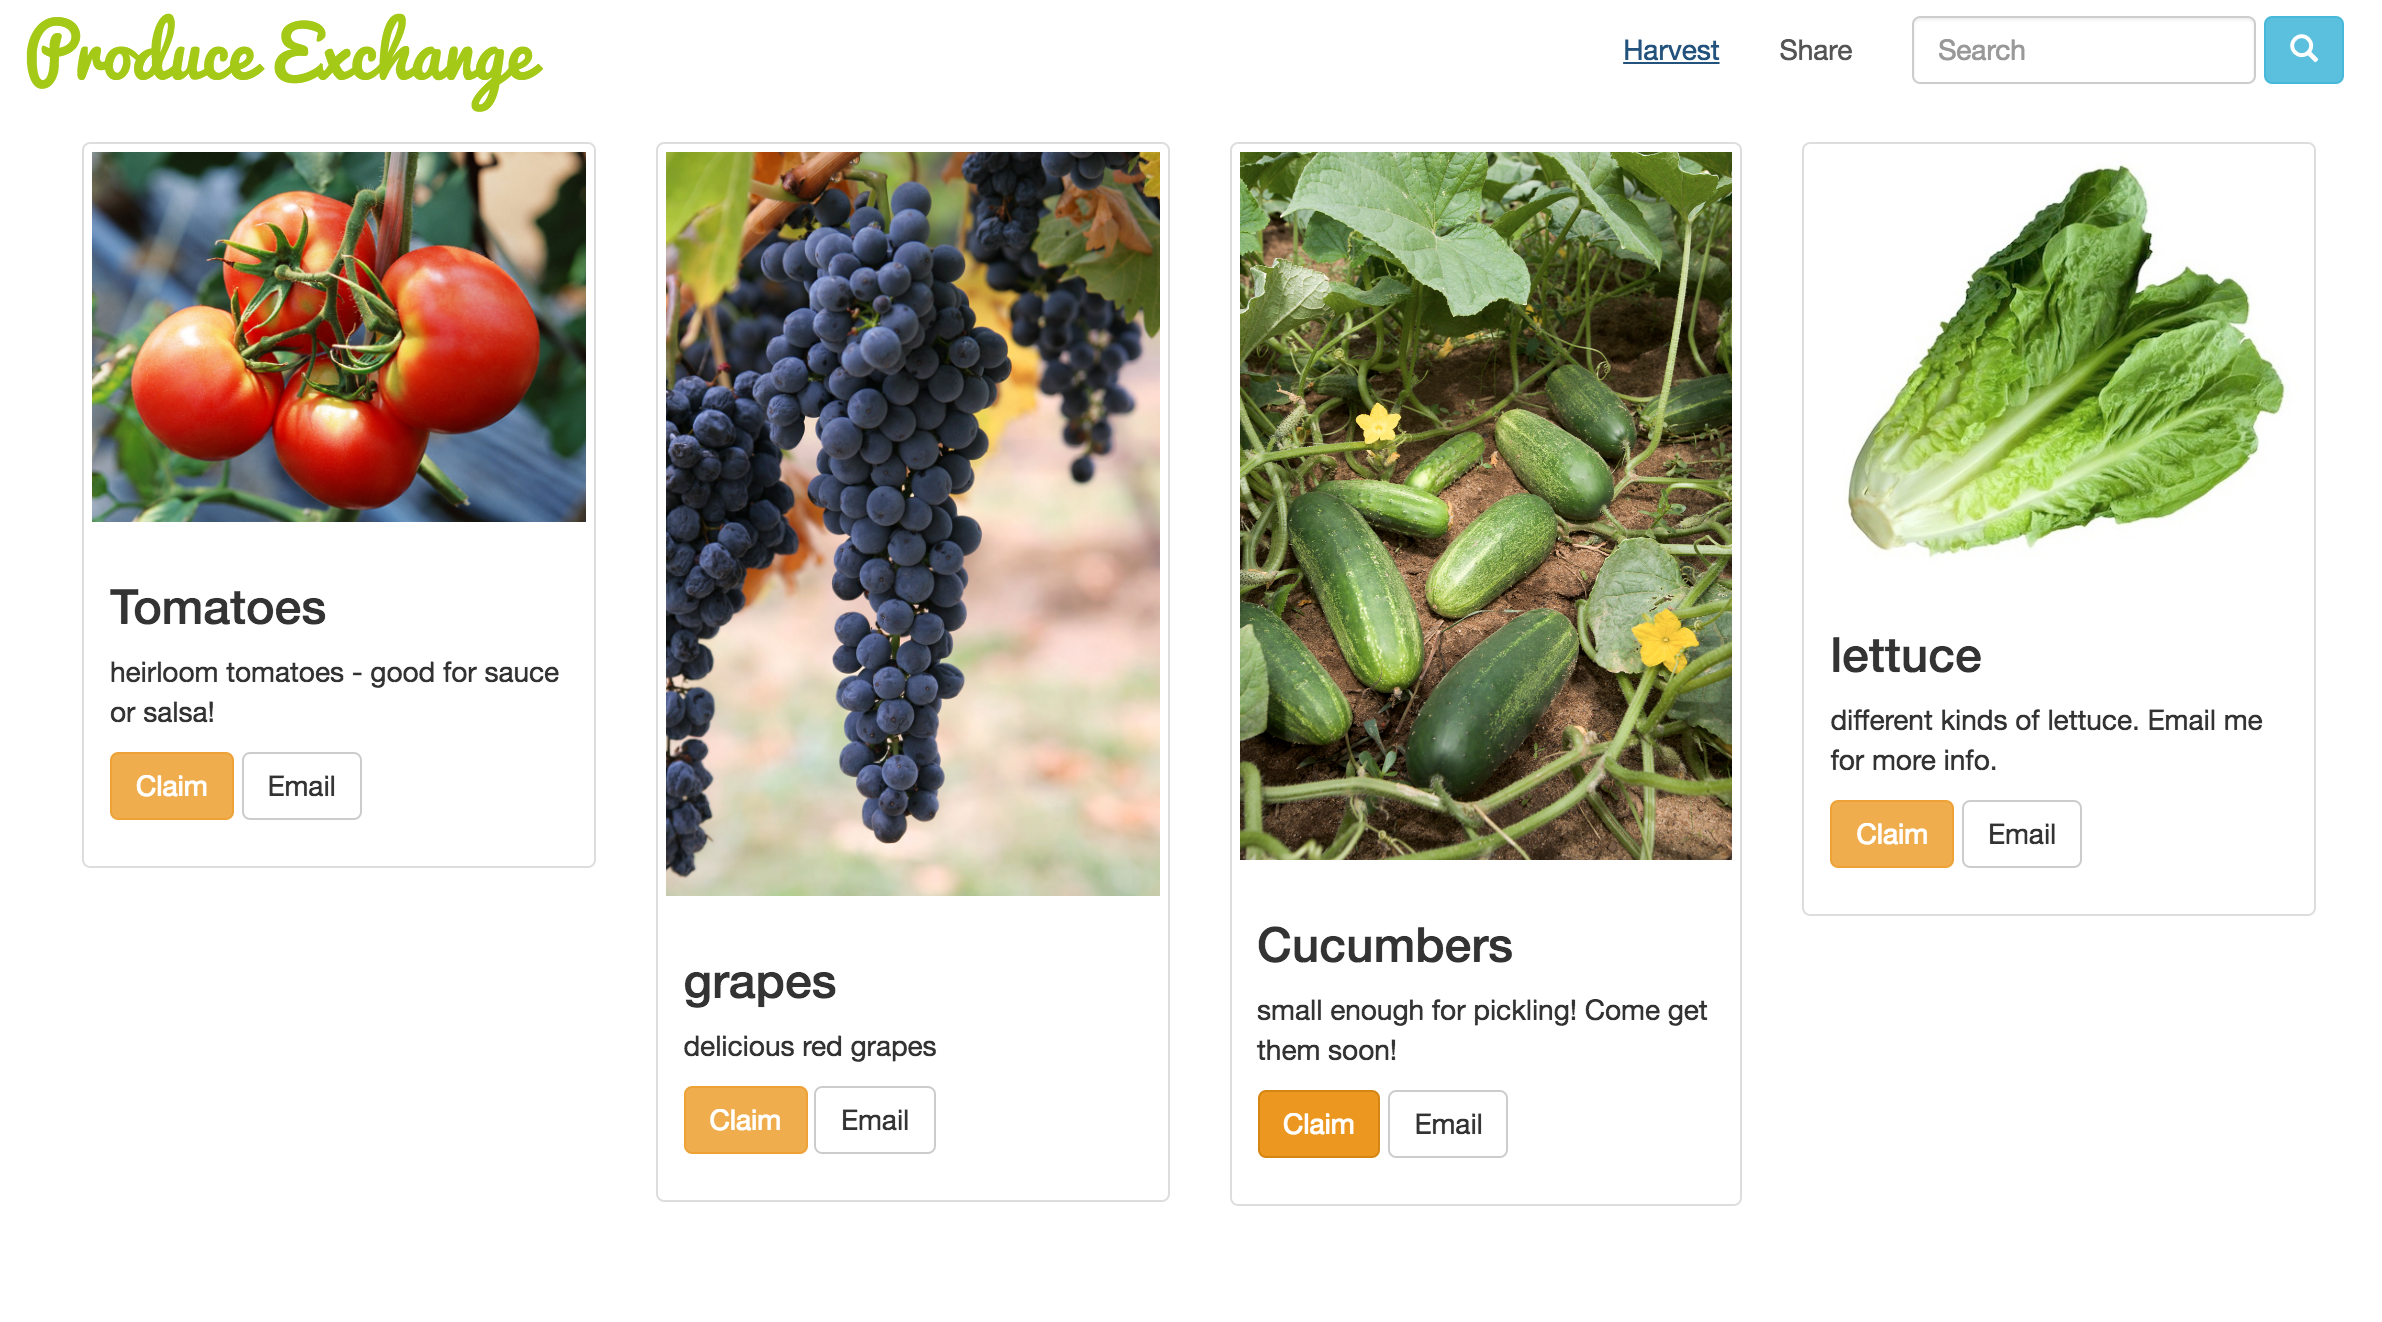 Produce Exchange
Harvest
Share
Search
Tomatoes
heirloom tomatoes - good for sauce
or salsa!
Claim
Email
grapes
delicious red grapes
Claim
Email
Cucumbers
small enough for pickling! Come get
them soon!
Claim
Email
lettuce
different kinds of lettuce. Email me
for more info.
Claim
Email